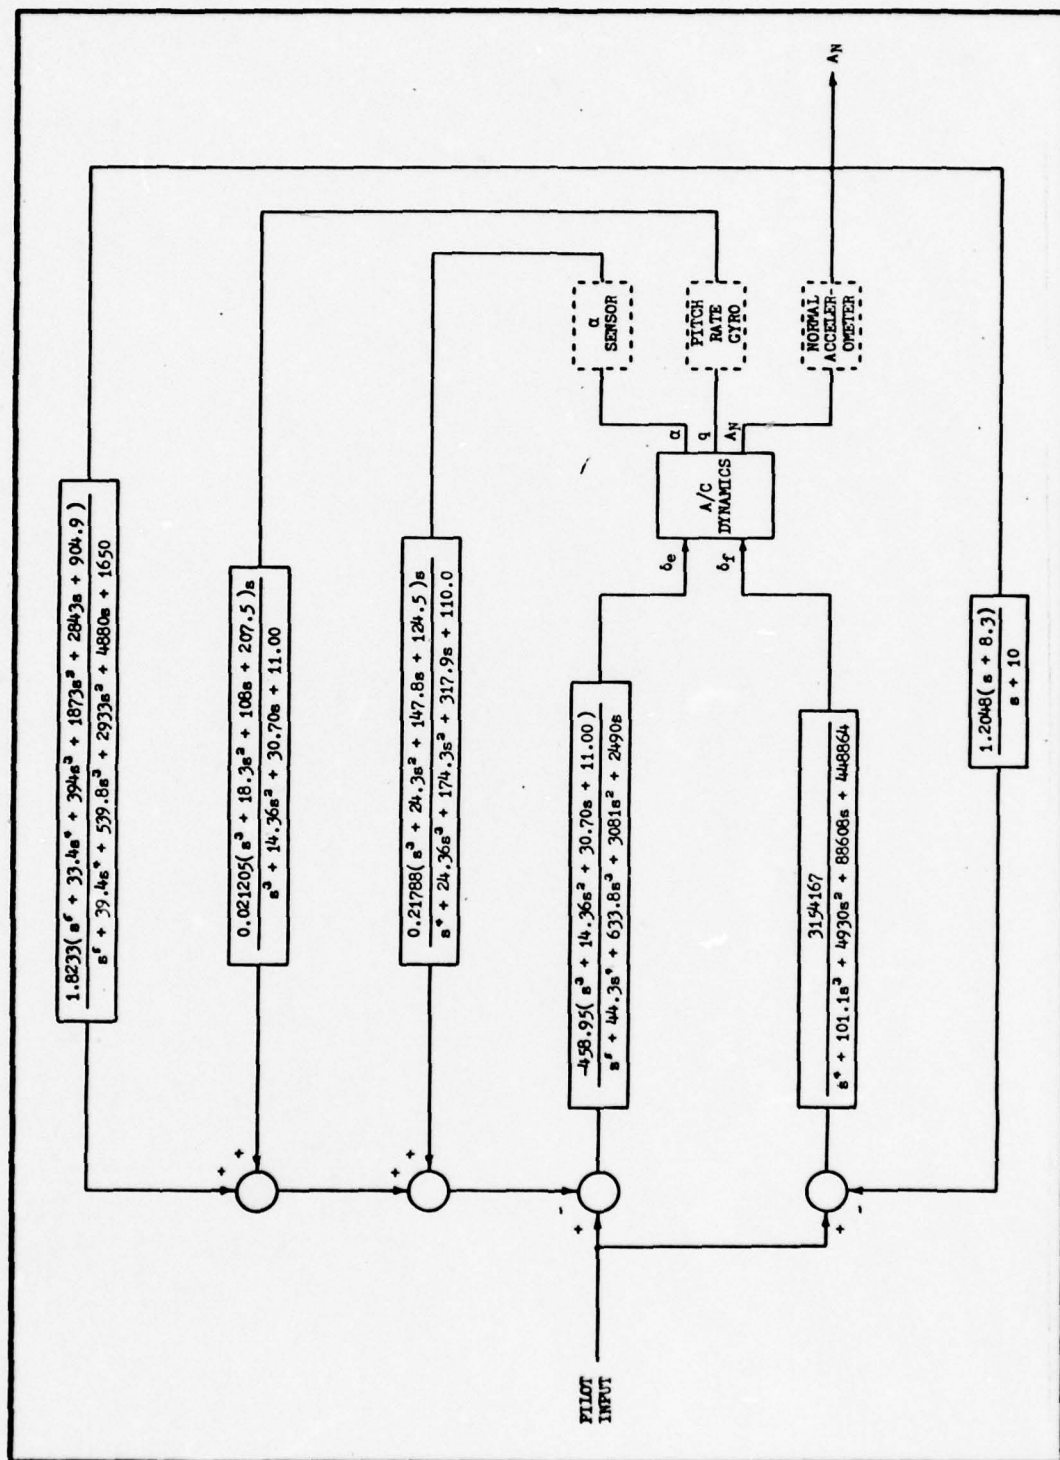 1.8233( s⁵ + 33.4s⁴ + 394s³ + 1873s² + 2843s + 904.9 )
s⁵ + 39.4s⁴ + 539.8s³ + 2933s² + 4880s + 1650
0.021205( s³ + 18.3s² + 108s + 207.5 )s
s³ + 14.36s² + 30.70s + 11.00
+
+
0.21788( s³ + 24.3s² + 147.8s + 124.5 )s
s⁴ + 24.36s³ + 174.3s² + 317.9s + 110.0
+
+
α
SENSOR
-458.95( s³ + 14.36s² + 30.70s + 11.00 )
s⁵ + 44.3s⁴ + 633.8s³ + 3081s² + 2490s
-
+
PILOT
INPUT
δe
α
q
AN
A/C
DYNAMICS
PITCH
RATE
GYRO
δf
3154167
s⁴ + 101.1s³ + 4930s² + 88608s + 448864
+
-
NORMAL
ACCELER-
OMETER
AN
1.2048( s + 8.3)
s + 10